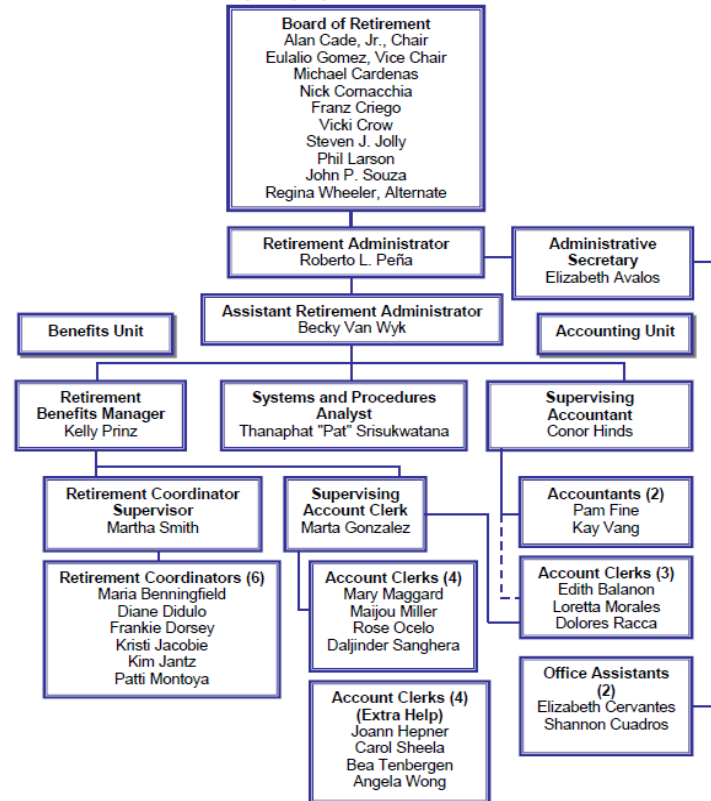 Board of Retirement
Alan Cade, Jr., Chair
Eulalio Gomez, Vice Chair
Michael Cardenas
Nick Cornacchia
Franz Criego
Vicki Crow
Steven J. Jolly
Phil Larson
John P. Souza
Regina Wheeler, Alternate
Retirement Administrator
Roberto L. Peña
Administrative
Secretary
Elizabeth Avalos
Assistant Retirement Administrator
Becky Van Wyk
Benefits Unit
Accounting Unit
Retirement
Benefits Manager
Kelly Prinz
Systems and Procedures
Analyst
Thanaphat "Pat" Srisukwatana
Supervising
Accountant
Conor Hinds
Retirement Coordinator
Supervisor
Martha Smith
Supervising
Account Clerk
Marta Gonzalez
Accountants (2)
Pam Fine
Kay Vang
Retirement Coordinators (6)
Maria Benningfield
Diane Didulo
Frankie Dorsey
Kristi Jacobie
Kim Jantz
Patti Montoya
Account Clerks (4)
Mary Maggard
Maijou Miller
Rose Ocelo
Daljinder Sanghera
Account Clerks (3)
Edith Balanon
Loretta Morales
Dolores Racca
Account Clerks (4)
(Extra Help)
Joann Hepner
Carol Sheela
Bea Tenbergen
Angela Wong
Office Assistants
(2)
Elizabeth Cervantes
Shannon Cuadros